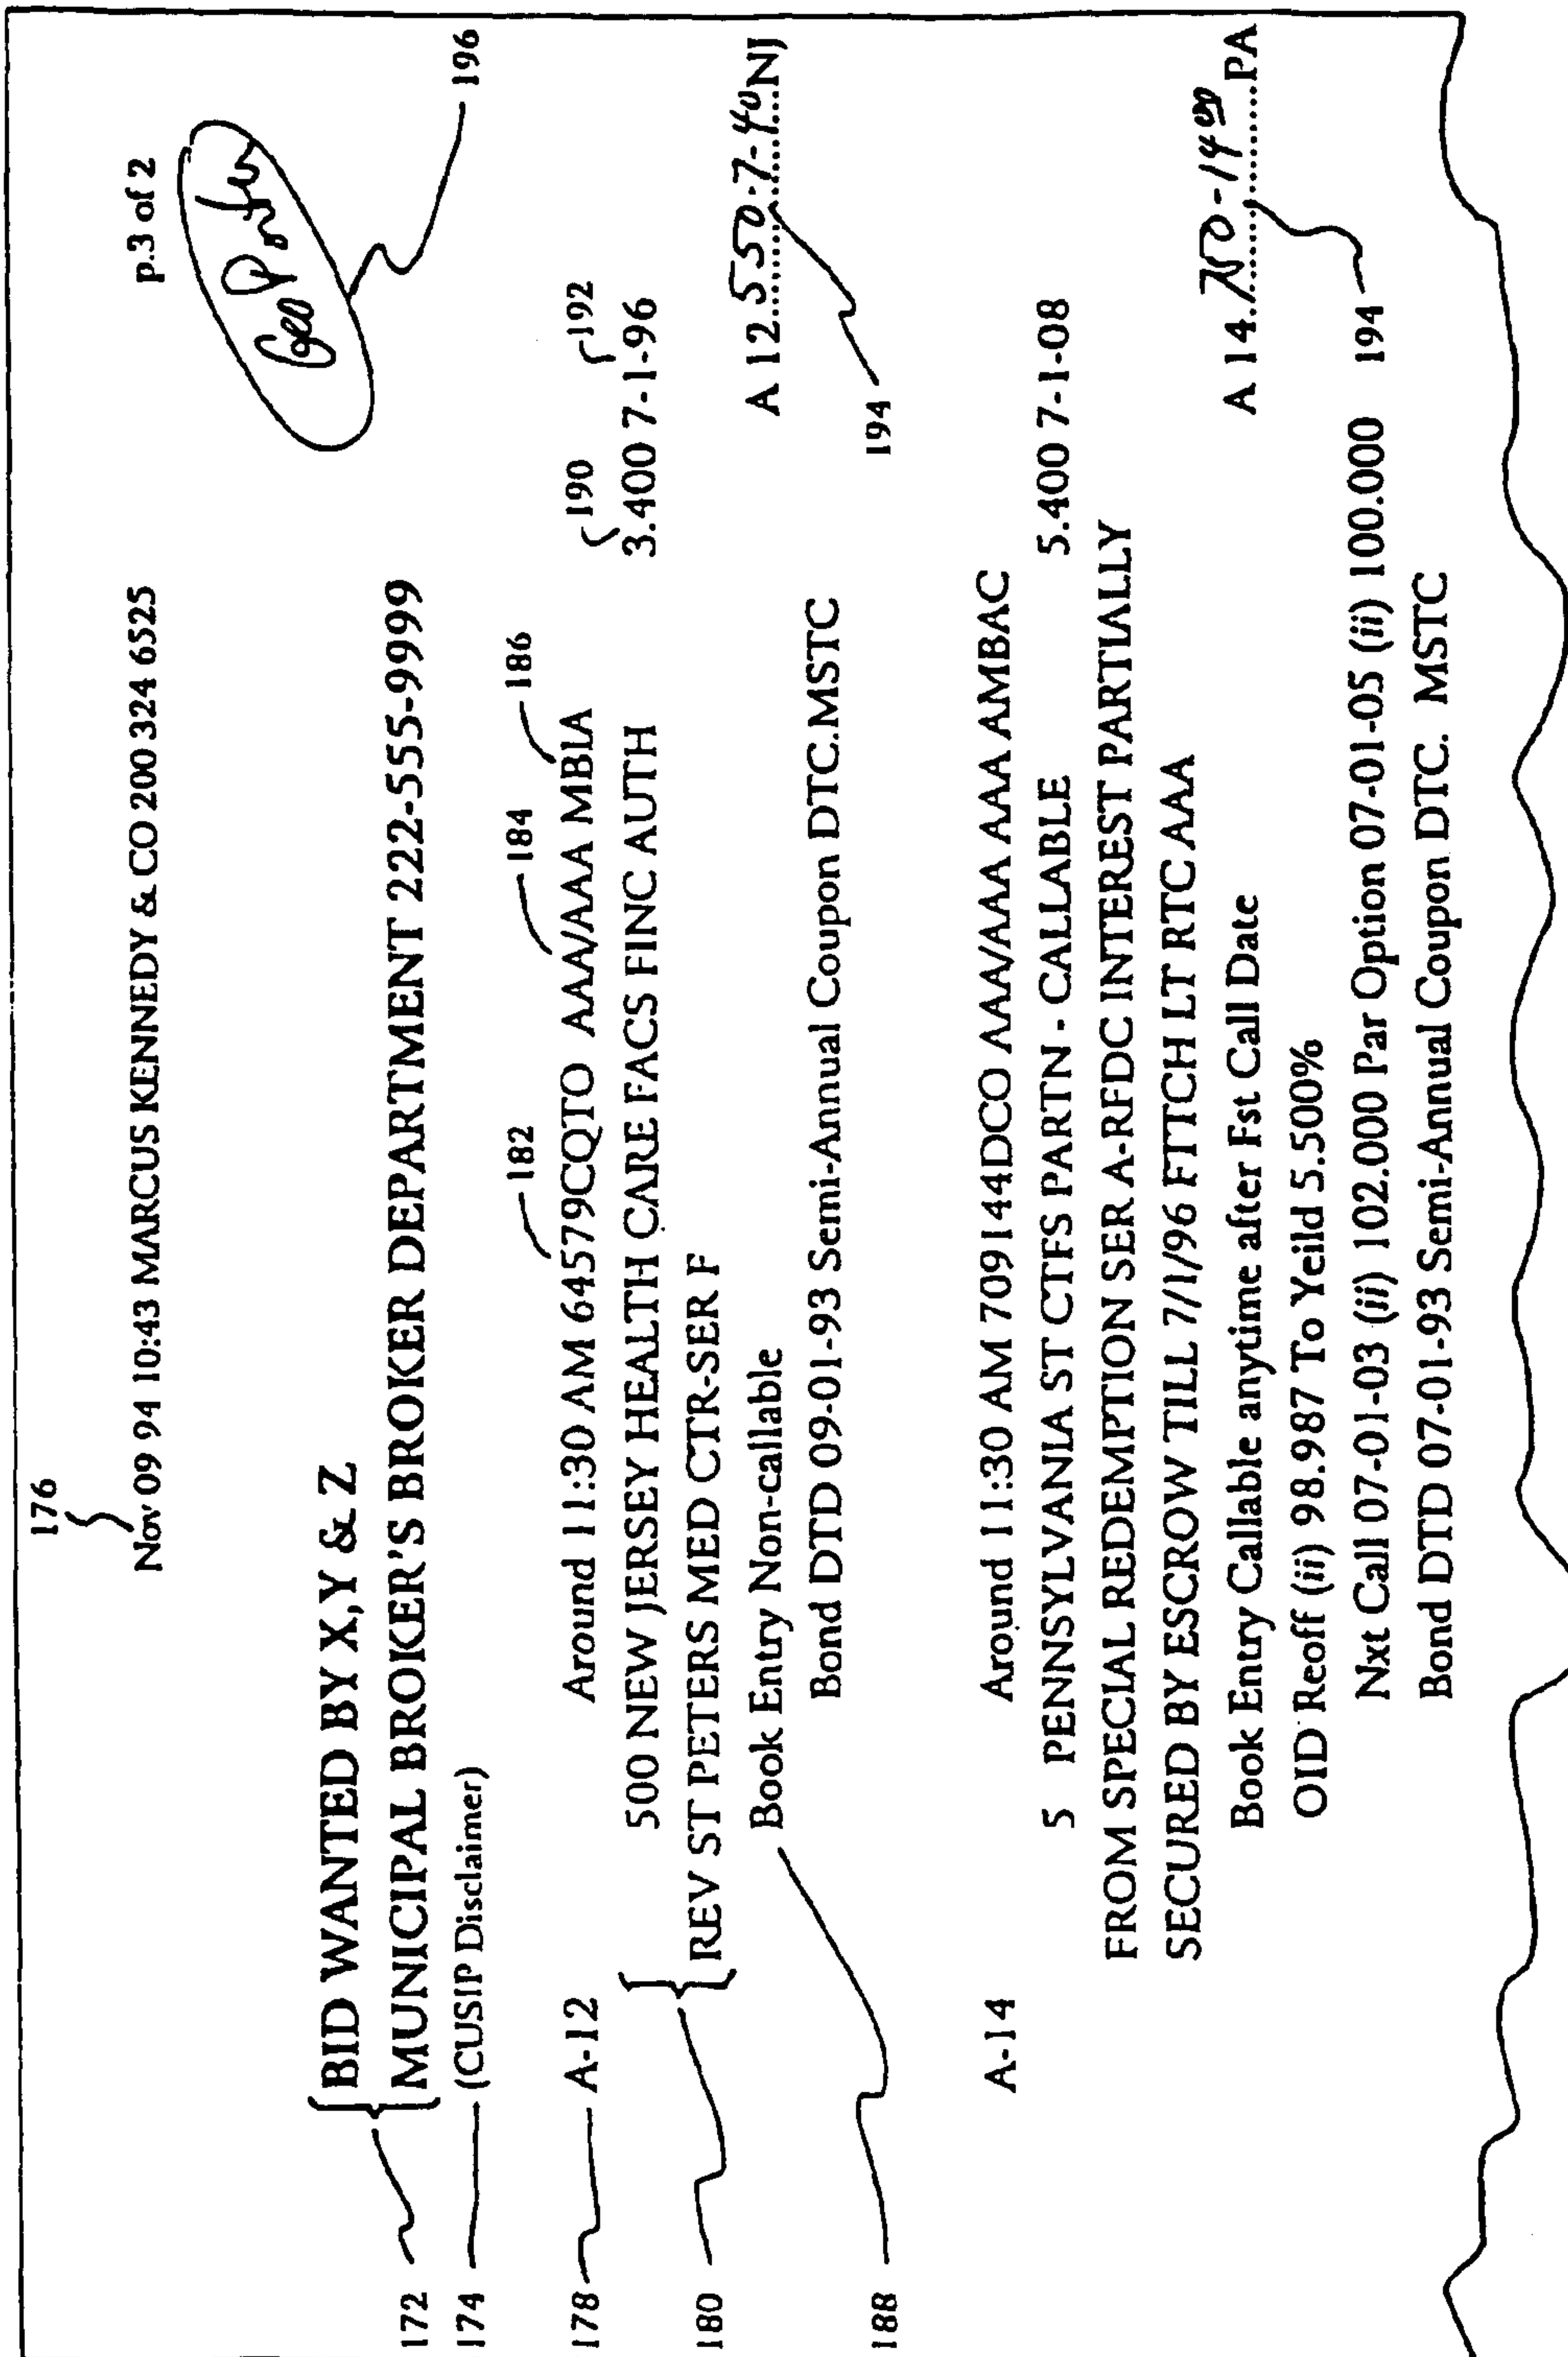 176
Nov 09 94 10:43 MARCUS KENNEDY & CO 200 324 6525 p.3 of 2
Geo
196
172 BID WANTED BY X,Y & Z
MUNICIPAL BROKER'S BROKER DEPARTMENT 222-555-9999
174 (CUSIP Disclaimer)
182 184 186 190 192
178 A-12 Around 11:30 AM 64579CQTO AAA/AAA MBIA
180 500 NEW JERSEY HEALTH CARE FACS FINC AUTH 3.400 7-1-96
REV ST PETERS MED CTR-SER F
188 Book Entry Non-callable A 12.550-7-40 NJ
Bond DTD 09-01-93 Semi-Annual Coupon DTC.MSTC
194
A-14 Around 11:30 AM 709144DCO AAA/AAA AAA AMBAC
5 PENNSYLVANIA ST CTFS PARTN - CALLABLE 5.400 7-1-08
FROM SPECIAL REDEMPTION SER A-RFDC INTEREST PARTIALLY
SECURED BY ESCROW TILL 7/1/96 FTTCH LT RTC AAA
Book Entry Callable anytime after Fst Call Date A 14 PA
OID Reoff (ii) 98.987 To Yeild 5.500%
Nxt Call 07-01-03 (ii) 102.000 Par Option 07-01-05 (ii) 100.000 194
Bond DTD 07-01-93 Semi-Annual Coupon DTC. MSTC